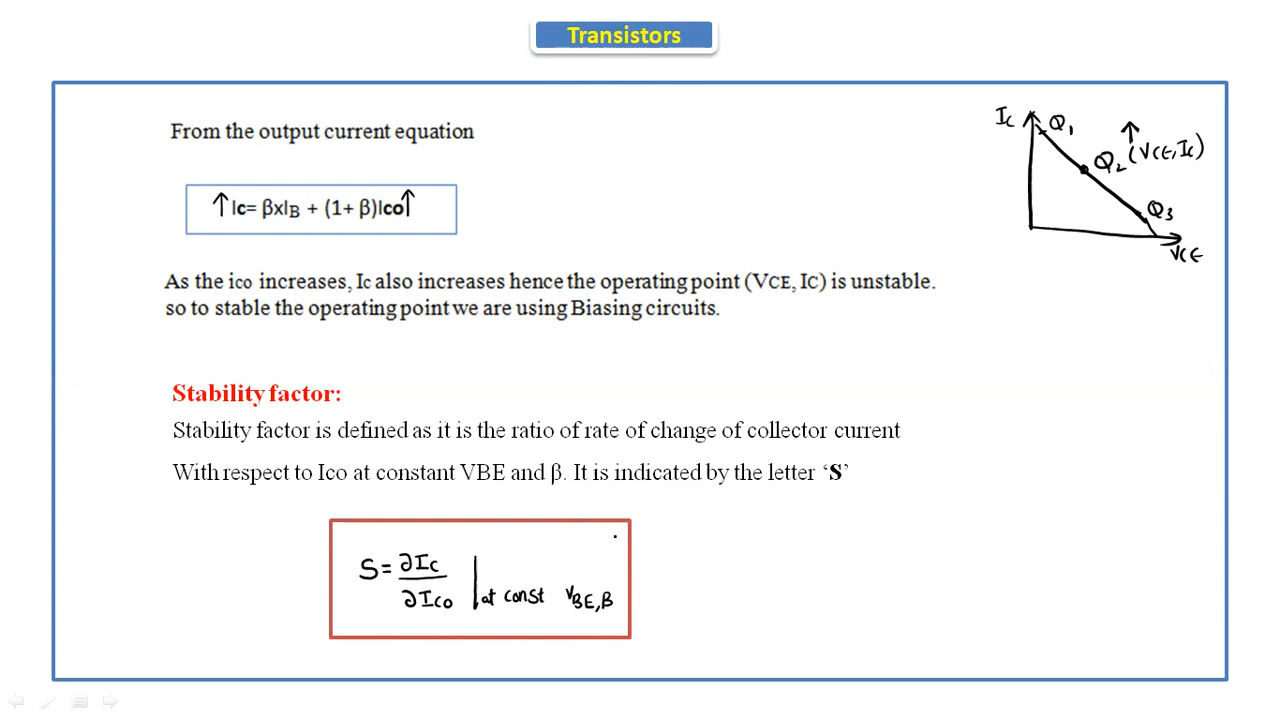 Transistors
From the output current equation
↑Ic= βxIB + (1+ β)Ico↑
As the ico increases, Ic also increases hence the operating point (VCE, IC) is unstable.
so to stable the operating point we are using Biasing circuits.
Ic
Q1
↑
Q2 (VCE, Ic)
Q3
VCE
Stability factor:
Stability factor is defined as it is the ratio of rate of change of collector current
With respect to Ico at constant VBE and β. It is indicated by the letter ‘S’
S= ∂Ic
∂Ico | at const VBE, β